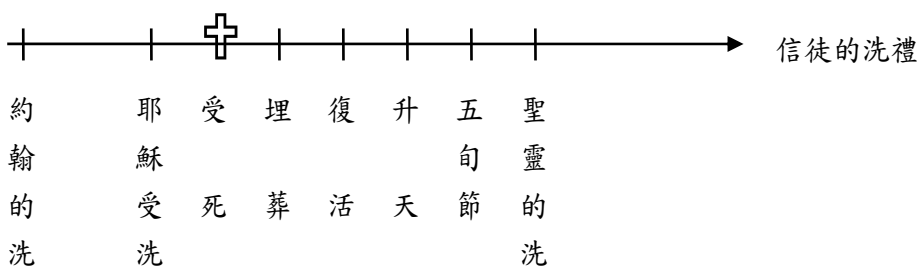 信徒的洗禮
約翰的洗
耶穌受洗
受死
埋葬
復活
升天
五旬節
聖靈的洗